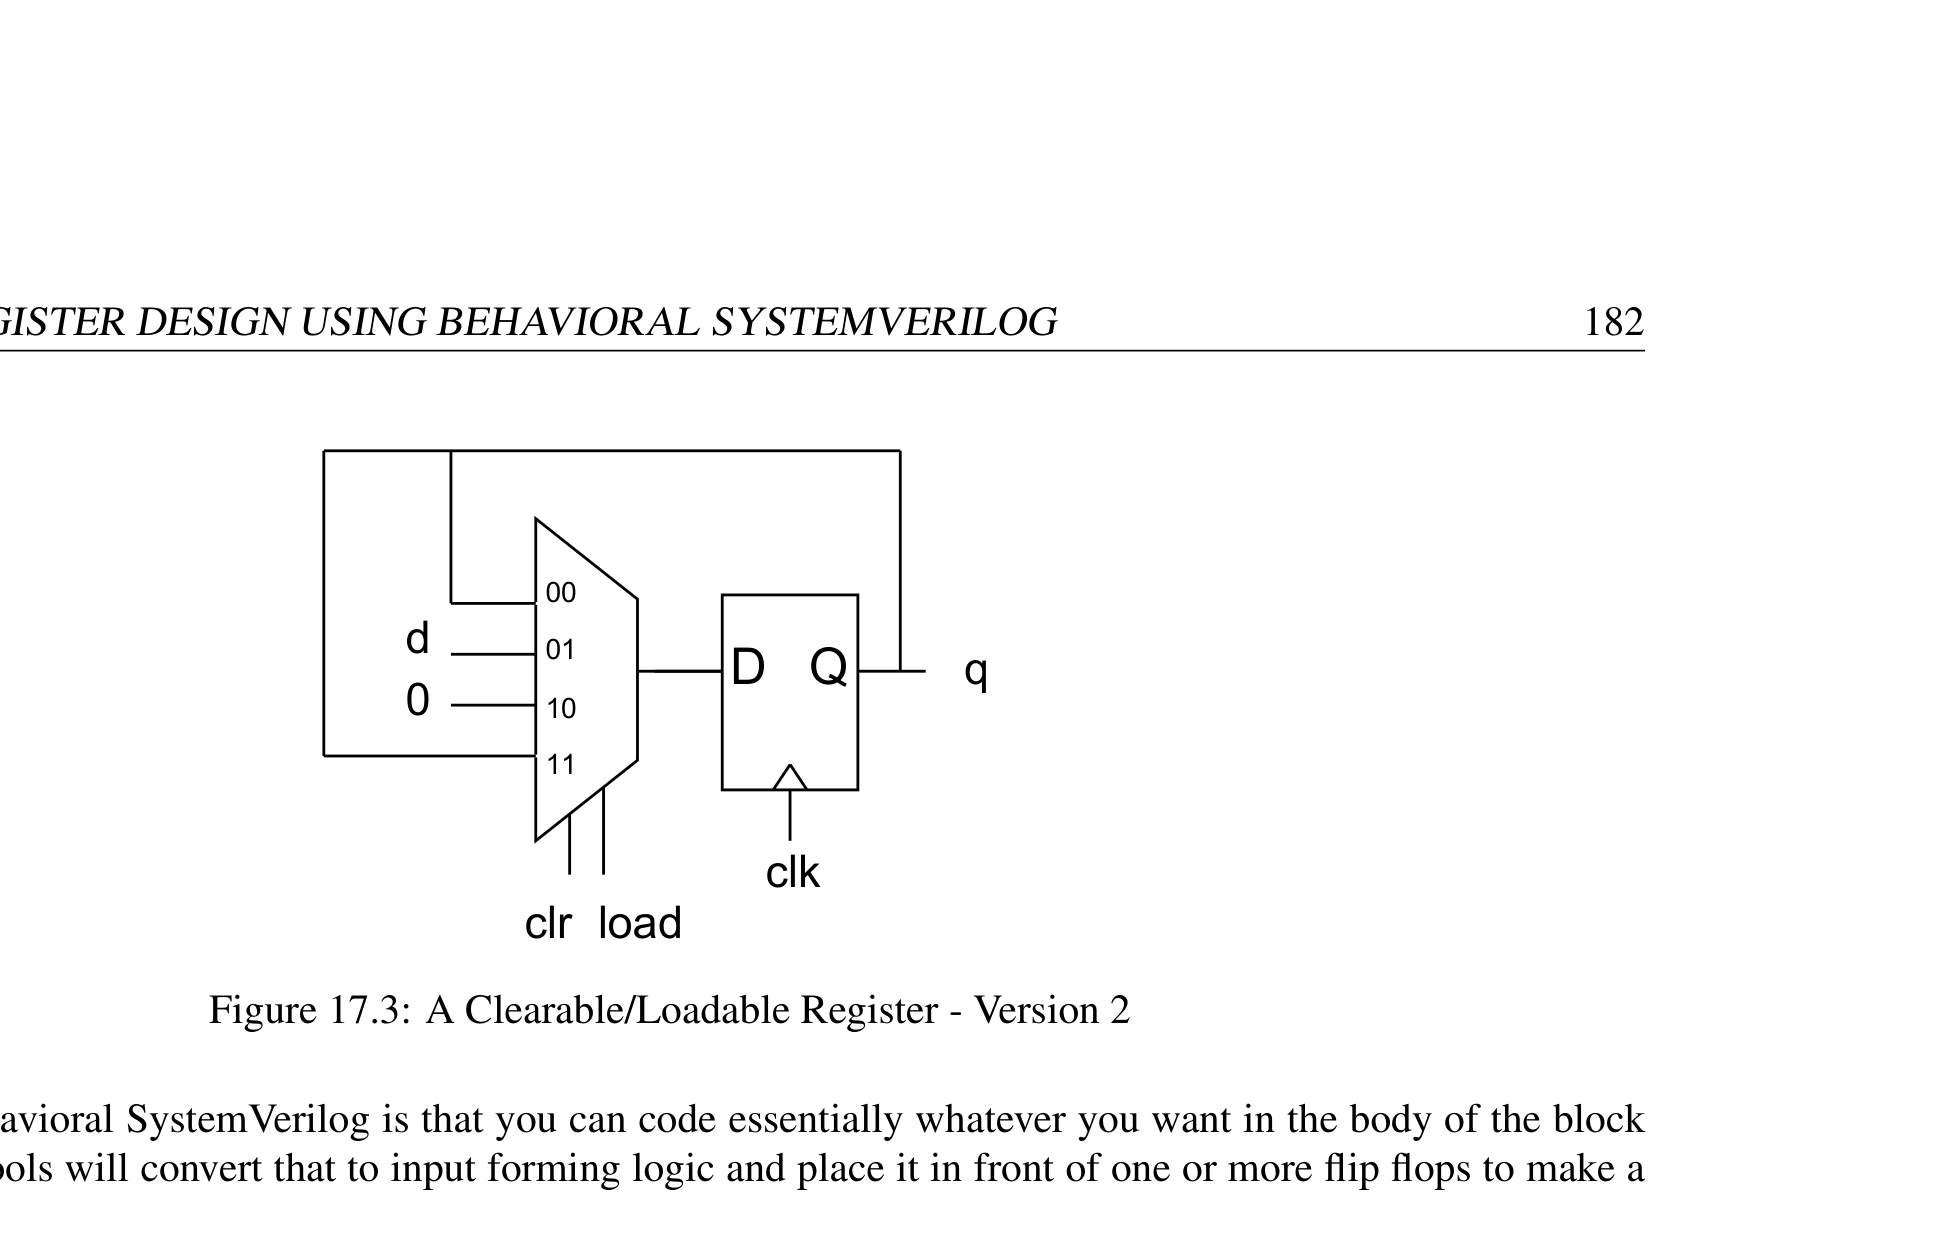 GISTER DESIGN USING BEHAVIORAL SYSTEMVERILOG 182
00
d 01
0 10
11
D Q q
clk
clr load
Figure 17.3: A Clearable/Loadable Register - Version 2
avioral SystemVerilog is that you can code essentially whatever you want in the body of the block
ools will convert that to input forming logic and place it in front of one or more flip flops to make a